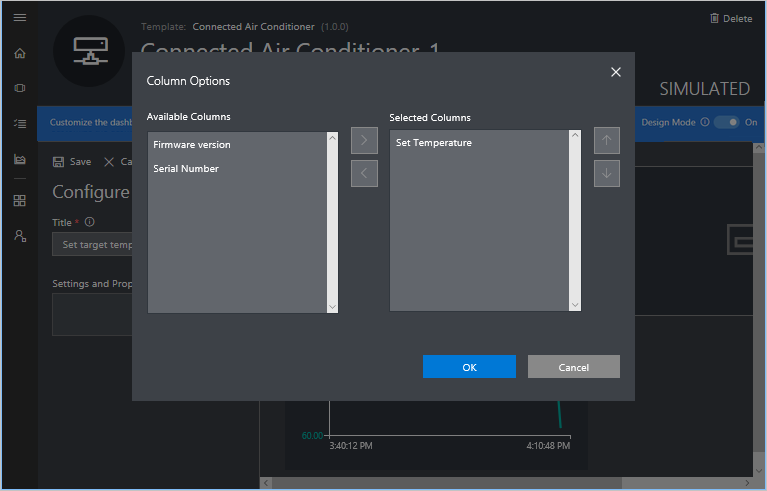 Template: Connected Air Conditioner (1.0.0)
Delete
Connected Air Conditioner 1
SIMULATED
Customize the dashb
Design Mode On
Save
Ca
Configure
Title *
Set target temp
Settings and Prop
Column Options
Available Columns
Firmware version
Serial Number
Selected Columns
Set Temperature
OK
Cancel
60.00
3:40:12 PM
4:10:48 PM